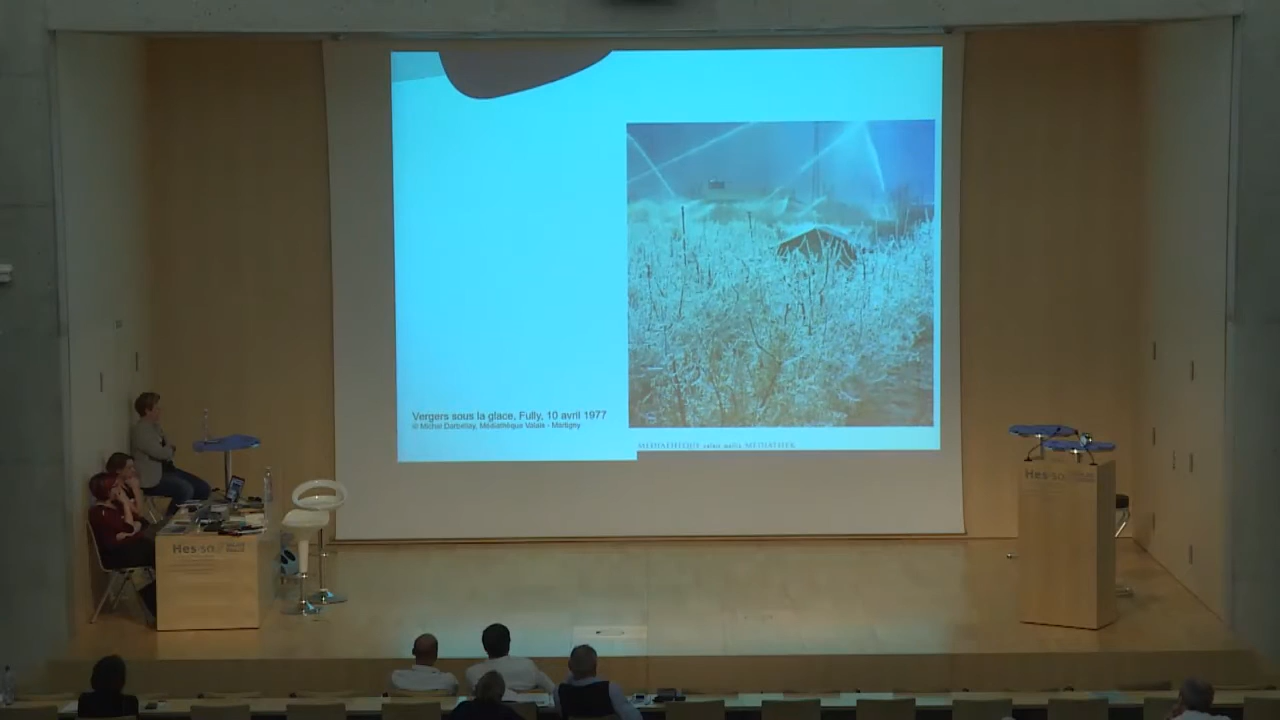 Vergers sous la glace, Fully, 10 avril 1977
© Michel Darbellay, Médiathèque Valais - Martigny
MEDIATHEQUE valais wallis MEDIATHEK
Hes·so
Hes·so